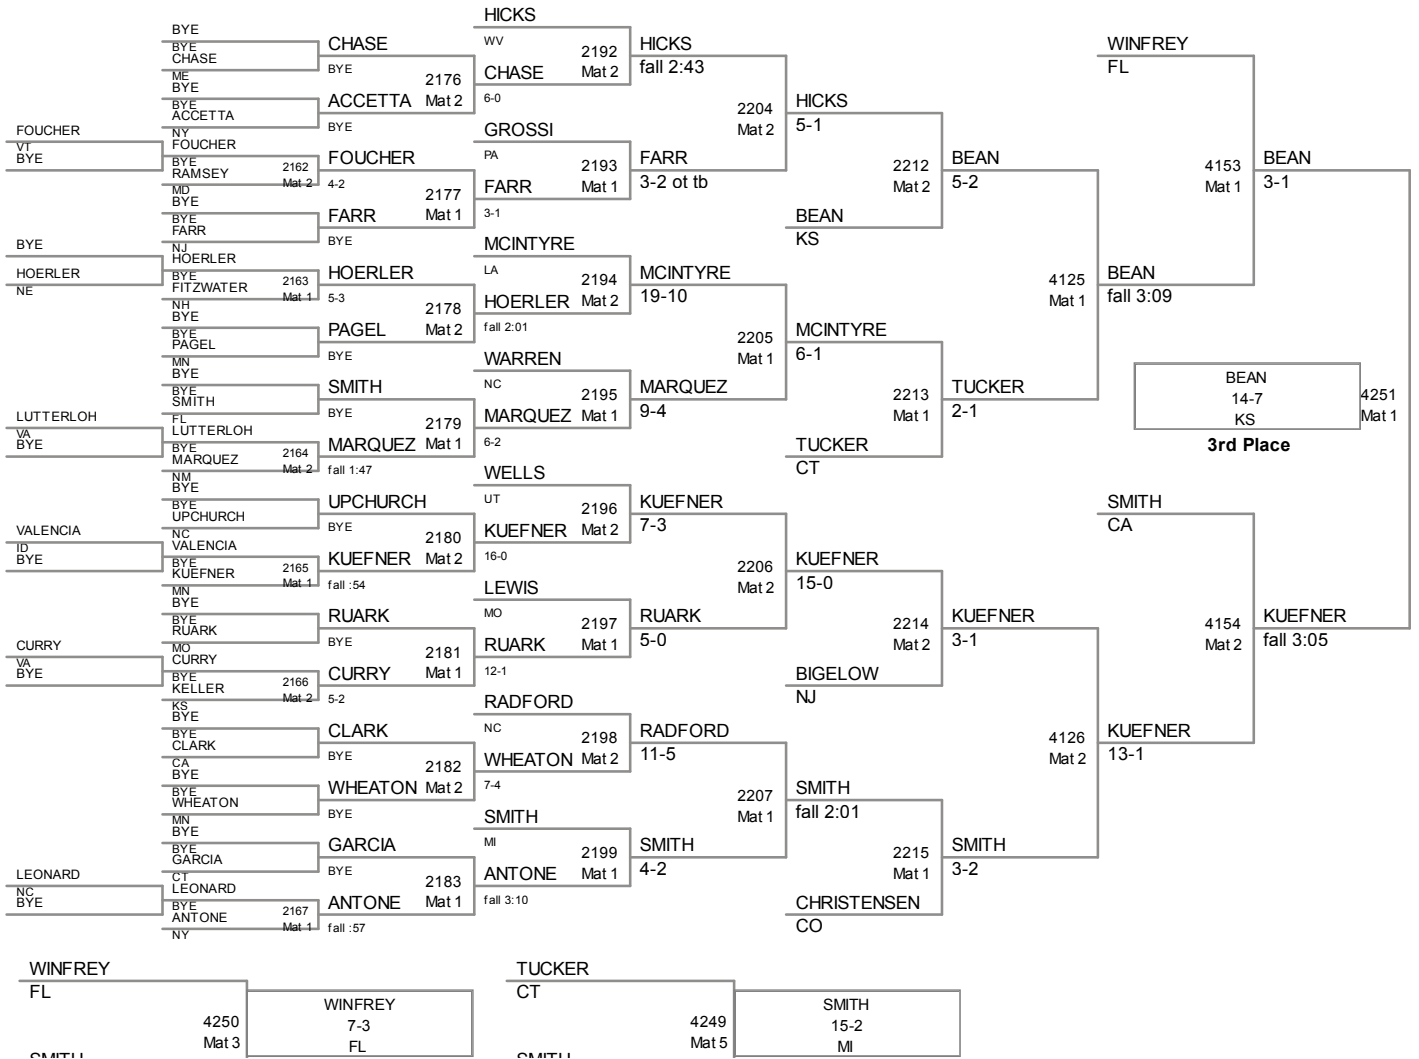 BYE
BYE
CHASE
ME
BYE
BYE
ACCETTA
NY
FOUCHER
VT
BYE
FOUCHER
BYE
RAMSEY
2162
Mat 2
MD
BYE
BYE
FARR
NJ
BYE
HOERLER
NE
HOERLER
BYE
FITZWATER
2163
Mat 1
NH
BYE
BYE
PAGEL
MN
BYE
BYE
SMITH
FL
LUTTERLOH
VA
BYE
LUTTERLOH
BYE
MARQUEZ
2164
Mat 2
NM
BYE
BYE
UPCHURCH
NC
VALENCIA
ID
BYE
VALENCIA
BYE
KUEFNER
2165
Mat 1
MN
BYE
BYE
RUARK
MO
CURRY
VA
BYE
CURRY
BYE
KELLER
2166
Mat 2
KS
BYE
BYE
CLARK
CA
BYE
BYE
WHEATON
MN
BYE
BYE
GARCIA
CT
LEONARD
NC
BYE
LEONARD
BYE
ANTONE
2167
Mat 1
NY
CHASE
BYE
2176
Mat 2
ACCETTA
BYE
FOUCHER
4-2
2177
Mat 1
FARR
BYE
HOERLER
5-3
2178
Mat 2
PAGEL
BYE
SMITH
BYE
2179
Mat 1
MARQUEZ
fall 1:47
UPCHURCH
BYE
2180
Mat 2
KUEFNER
fall :54
RUARK
BYE
2181
Mat 1
CURRY
5-2
CLARK
BYE
2182
Mat 2
WHEATON
BYE
GARCIA
BYE
2183
Mat 1
ANTONE
fall :57
HICKS
WV
2192
Mat 2
CHASE
6-0
GROSSI
PA
2193
Mat 1
FARR
3-1
MCINTYRE
LA
2194
Mat 2
HOERLER
fall 2:01
WARREN
NC
2195
Mat 1
MARQUEZ
6-2
WELLS
UT
2196
Mat 2
KUEFNER
16-0
LEWIS
MO
2197
Mat 1
RUARK
12-1
RADFORD
NC
2198
Mat 2
WHEATON
7-4
SMITH
MI
2199
Mat 1
ANTONE
fall 3:10
HICKS
fall 2:43
2204
Mat 2
FARR
3-2 ot tb
MCINTYRE
19-10
2205
Mat 1
MARQUEZ
9-4
KUEFNER
7-3
2206
Mat 2
RUARK
5-0
RADFORD
11-5
2207
Mat 1
SMITH
4-2
HICKS
5-1
2212
Mat 2
BEAN
KS
MCINTYRE
6-1
2213
Mat 1
TUCKER
CT
KUEFNER
15-0
2214
Mat 2
BIGELOW
NJ
SMITH
fall 2:01
2215
Mat 1
CHRISTENSEN
CO
BEAN
5-2
4125
Mat 1
TUCKER
2-1
KUEFNER
3-1
4126
Mat 2
SMITH
3-2
WINFREY
FL
4153
Mat 1
BEAN
fall 3:09
SMITH
CA
4154
Mat 2
KUEFNER
13-1
BEAN
3-1
BEAN
14-7
KS
4251
Mat 1
3rd Place
KUEFNER
fall 3:05
WINFREY
FL
4250
Mat 3
SMITH
WINFREY
7-3
FL
TUCKER
CT
4249
Mat 5
SMITH
SMITH
15-2
MI